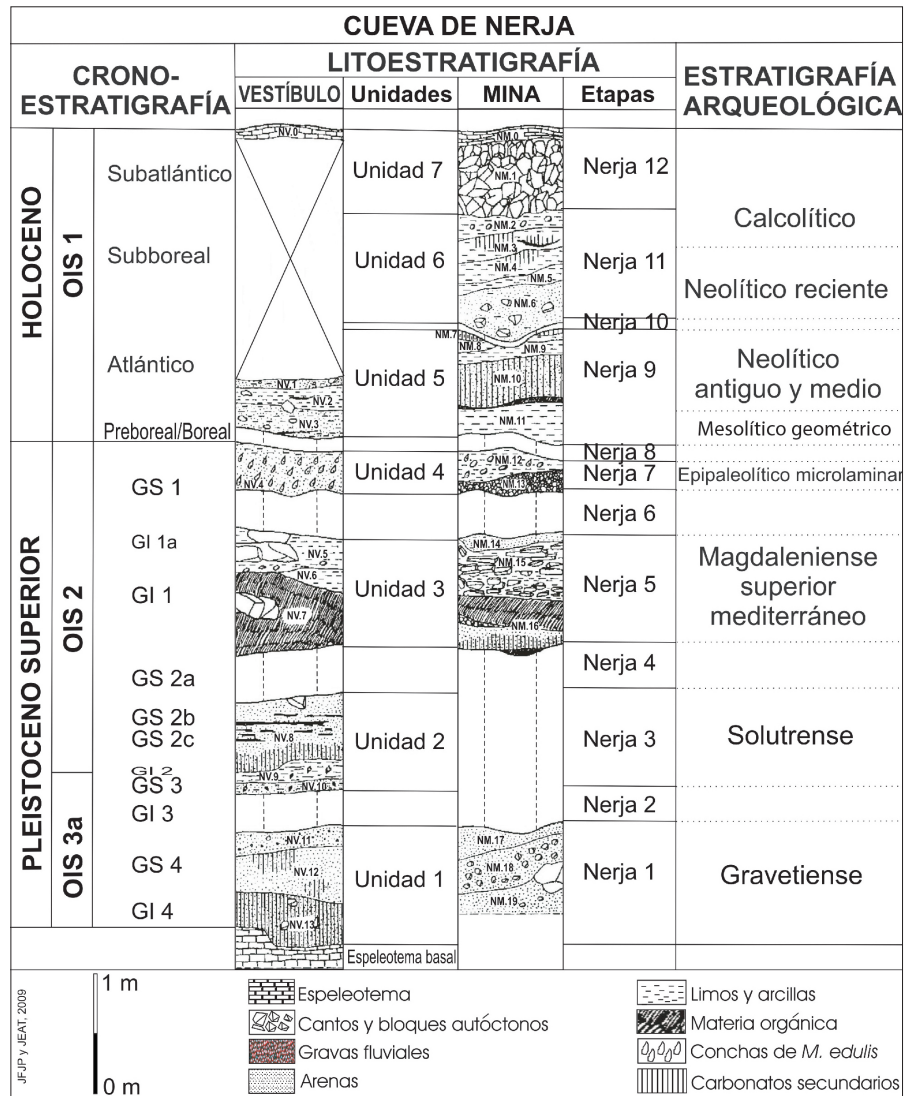 CUEVA DE NERJA
CRONO-
ESTRATIGRAFÍA
LITOESTRATIGRAFÍA
VESTÍBULO
Unidades
MINA
Etapas
ESTRATIGRAFÍA
ARQUEOLÓGICA
HOLOCENO
PLEISTOCENO SUPERIOR
OIS 1
OIS 2
OIS 3a
Subatlántico
Subboreal
Atlántico
Preboreal/Boreal
GS 1
GI 1a
GI 1
GS 2a
GS 2b
GS 2c
GI 2
GS 3
GI 3
GS 4
GI 4
NV.0
NV.1
NV.2
NV.3
NV.4
NV.5
NV.6
NV.7
NV.8
NV.9
NV.10
NV.11
NV.12
NV.13
Unidad 7
Unidad 6
Unidad 5
Unidad 4
Unidad 3
Unidad 2
Unidad 1
Espeleotema basal
NM.0
NM.1
NM.2
NM.3
NM.4
NM.5
NM.6
NM.7
NM.8
NM.9
NM.10
NM.11
NM.12
NM.13
NM.14
NM.15
NM.16
NM.17
NM.18
NM.19
Nerja 12
Nerja 11
Nerja 10
Nerja 9
Nerja 8
Nerja 7
Nerja 6
Nerja 5
Nerja 4
Nerja 3
Nerja 2
Nerja 1
Calcolítico
Neolítico reciente
Neolítico
antiguo y medio
Mesolítico geométrico
Epipaleolítico microlaminar
Magdaleniense
superior
mediterráneo
Solutrense
Gravetiense
JFJP y JEAT, 2009
1 m
0 m
Espeleotema
Cantos y bloques autóctonos
Gravas fluviales
Arenas
Limos y arcillas
Materia orgánica
Conchas de M. edulis
Carbonatos secundarios